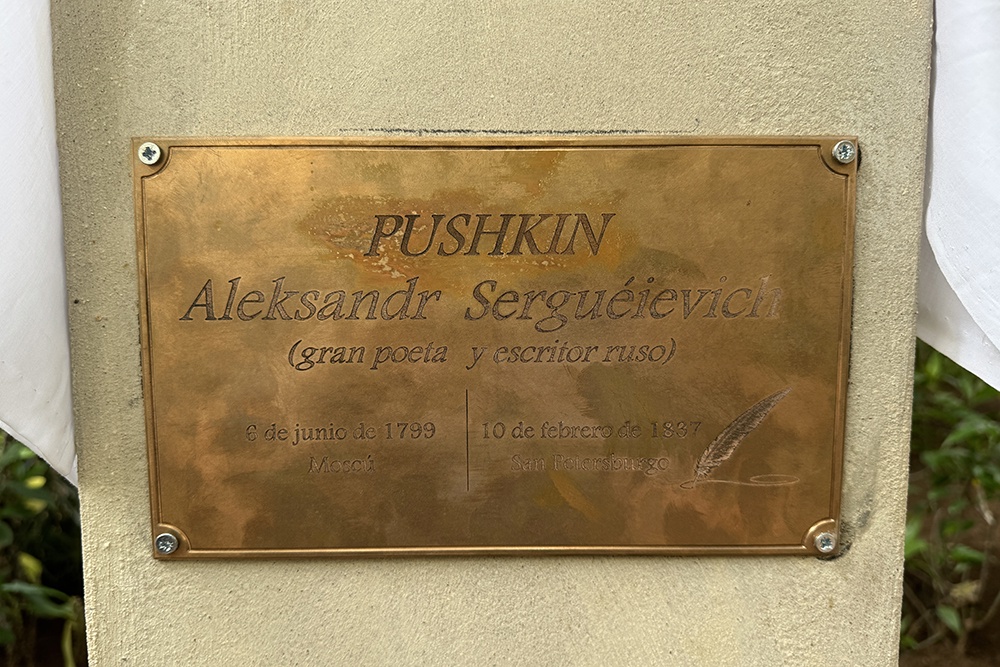 PUSHKIN
Aleksandr Serguéievich
(gran poeta y escritor ruso)
6 de junio de 1799
Moscú
10 de febrero de 1837
San Petersburgo